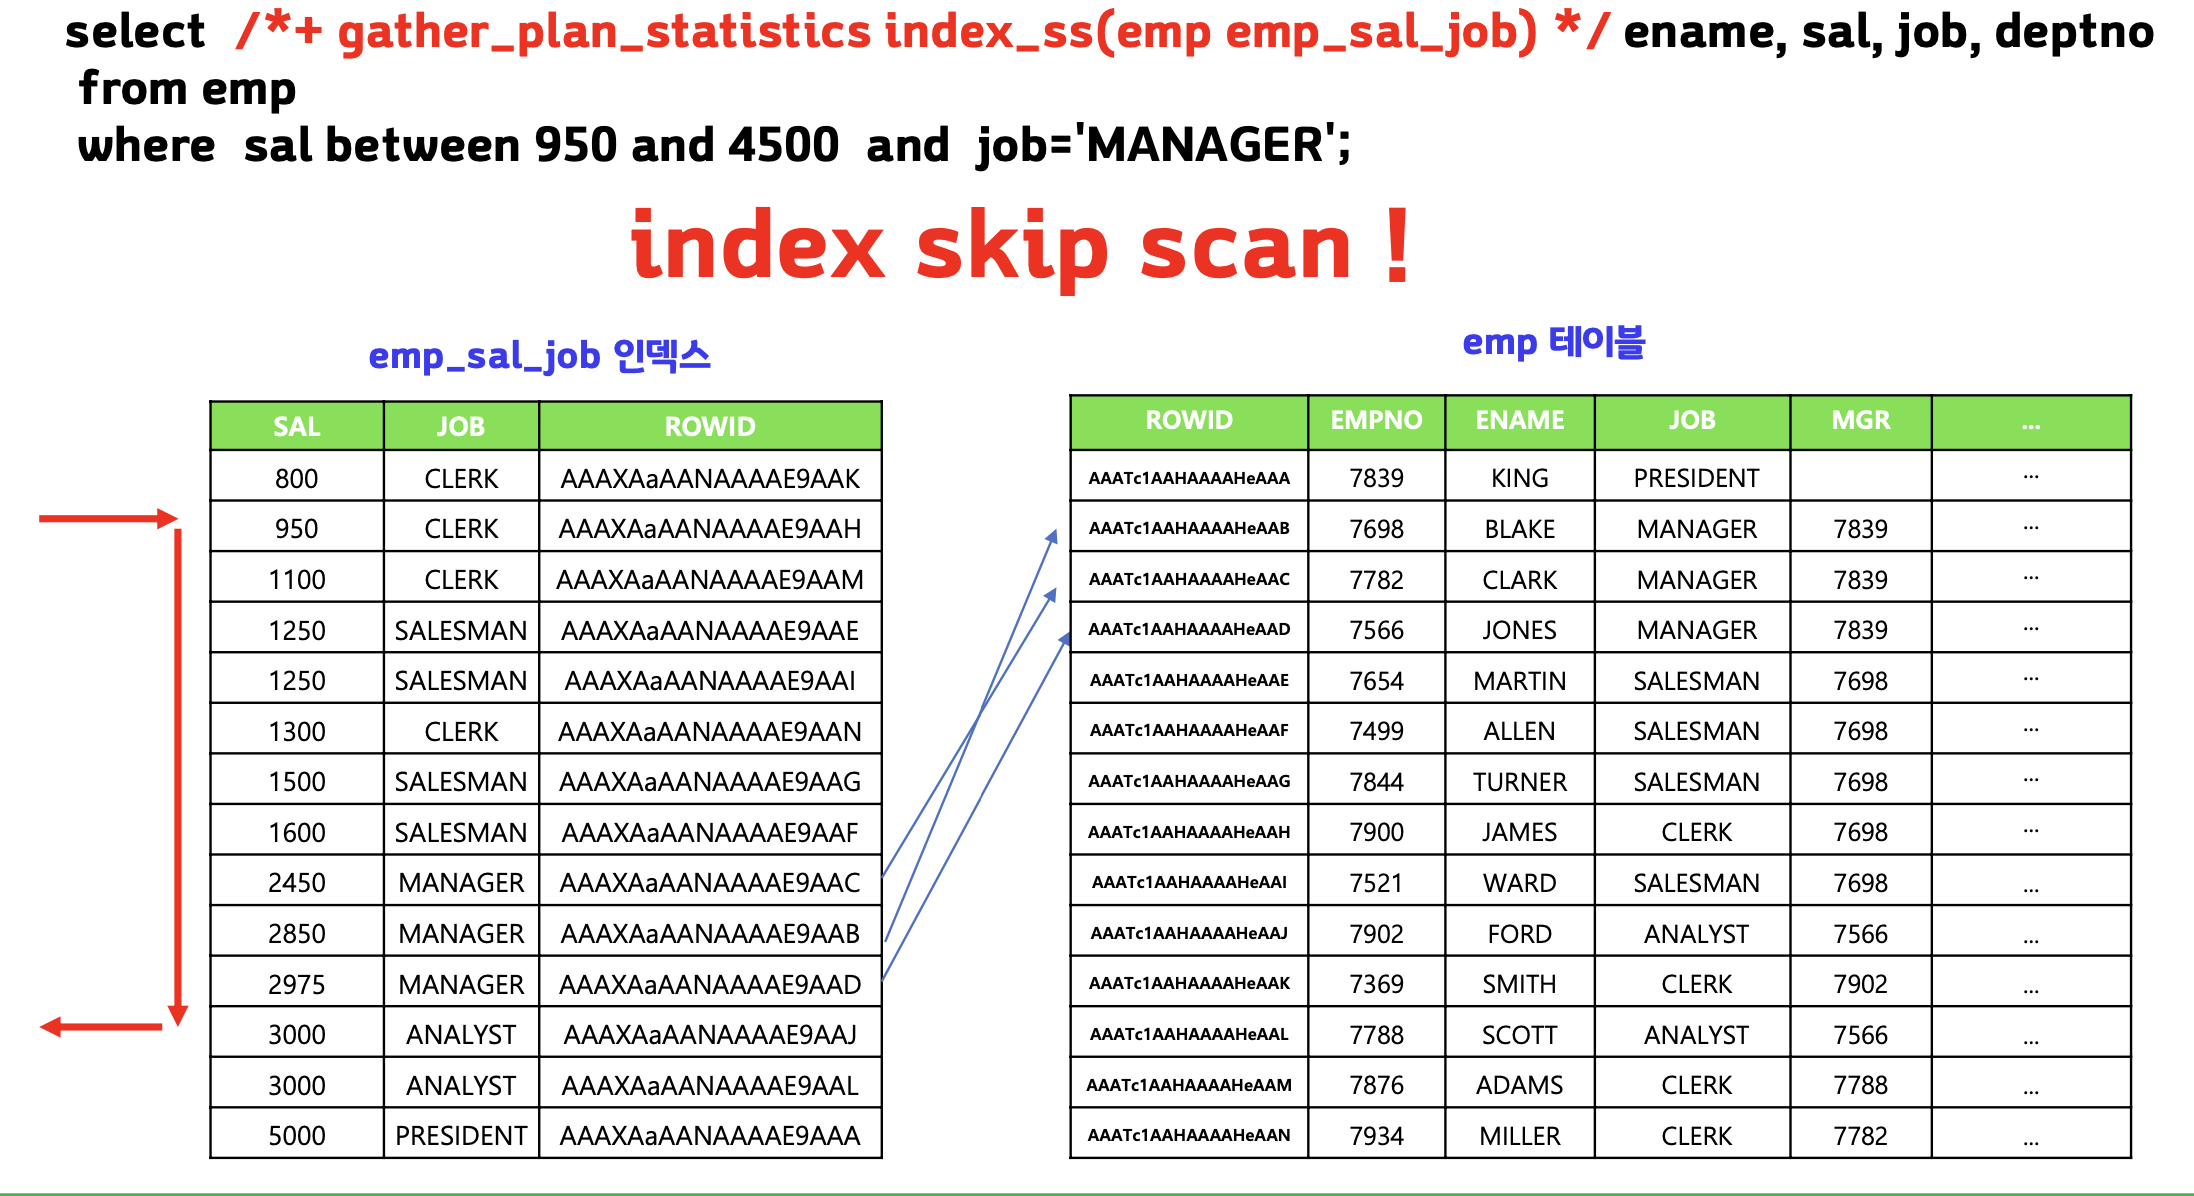 select /*+ gather_plan_statistics index_ss(emp emp_sal_job) */ ename, sal, job, deptno
from emp
where sal between 950 and 4500 and job='MANAGER';
index skip scan !
emp_sal_job 인덱스
SAL JOB ROWID
800 CLERK AAAXAaAANAAAAE9AAK
950 CLERK AAAXAaAANAAAAE9AAH
1100 CLERK AAAXAaAANAAAAE9AAM
1250 SALESMAN AAAXAaAANAAAAE9AAE
1250 SALESMAN AAAXAaAANAAAAE9AAI
1300 CLERK AAAXAaAANAAAAE9AAN
1500 SALESMAN AAAXAaAANAAAAE9AAG
1600 SALESMAN AAAXAaAANAAAAE9AAF
2450 MANAGER AAAXAaAANAAAAE9AAC
2850 MANAGER AAAXAaAANAAAAE9AAB
2975 MANAGER AAAXAaAANAAAAE9AAD
3000 ANALYST AAAXAaAANAAAAE9AAJ
3000 ANALYST AAAXAaAANAAAAE9AAL
5000 PRESIDENT AAAXAaAANAAAAE9AAA
emp 테이블
ROWID EMPNO ENAME JOB MGR ...
AAATc1AAHAAAAHeAAA 7839 KING PRESIDENT ...
AAATc1AAHAAAAHeAAB 7698 BLAKE MANAGER 7839 ...
AAATc1AAHAAAAHeAAC 7782 CLARK MANAGER 7839 ...
AAATc1AAHAAAAHeAAD 7566 JONES MANAGER 7839 ...
AAATc1AAHAAAAHeAAE 7654 MARTIN SALESMAN 7698 ...
AAATc1AAHAAAAHeAAF 7499 ALLEN SALESMAN 7698 ...
AAATc1AAHAAAAHeAAG 7844 TURNER SALESMAN 7698 ...
AAATc1AAHAAAAHeAAH 7900 JAMES CLERK 7698 ...
AAATc1AAHAAAAHeAAI 7521 WARD SALESMAN 7698 ...
AAATc1AAHAAAAHeAAJ 7902 FORD ANALYST 7566 ...
AAATc1AAHAAAAHeAAK 7369 SMITH CLERK 7902 ...
AAATc1AAHAAAAHeAAL 7788 SCOTT ANALYST 7566 ...
AAATc1AAHAAAAHeAAM 7876 ADAMS CLERK 7788 ...
AAATc1AAHAAAAHeAAN 7934 MILLER CLERK 7782 ...